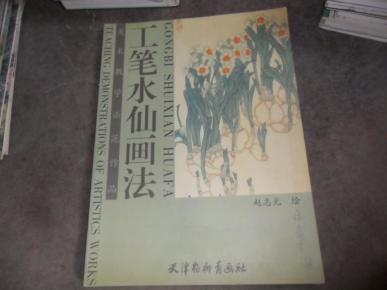 工笔水仙画法
GONGBI SHUIXIAN HUAFA
美术教学示范作品
TEACHING DEMONSTRATIONS OF ARTISTICS WORKS
赵志光 绘
天津杨柳青画社